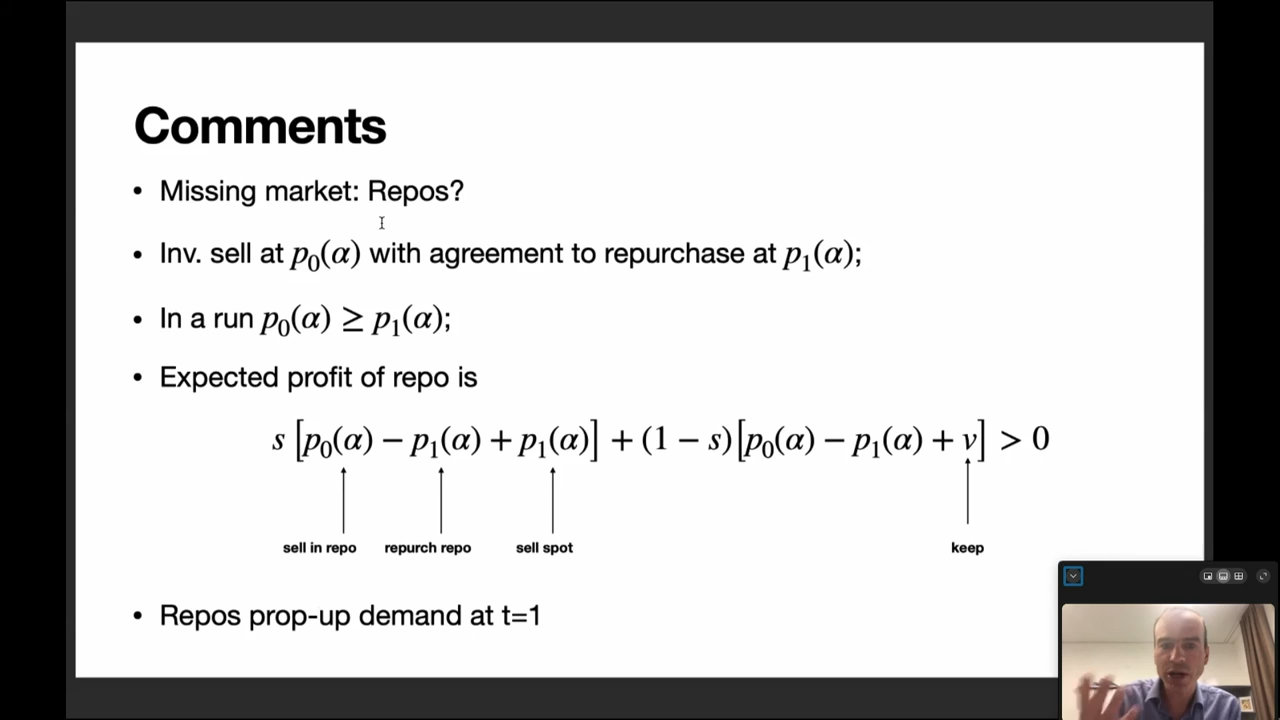 Comments
• Missing market: Repos?
• Inv. sell at p₀(α) with agreement to repurchase at p₁(α);
• In a run p₀(α) ≥ p₁(α);
• Expected profit of repo is
s [p₀(α) − p₁(α) + p₁(α)] + (1 − s)[p₀(α) − p₁(α) + v] > 0
sell in repo repurch repo sell spot keep
• Repos prop-up demand at t=1